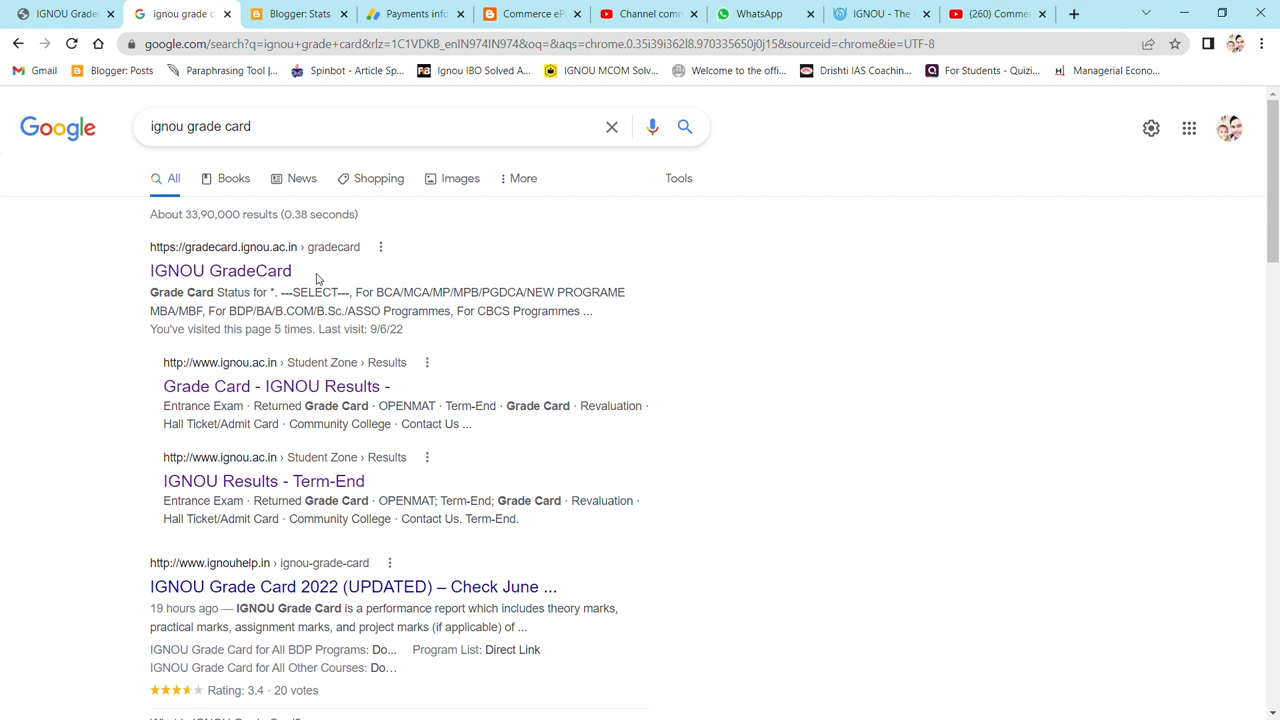 IGNOU Grade
ignou grade c
Blogger: Stats
Payments info
Commerce eP
Channel com
WhatsApp
IGNOU - The
(260) Comme
google.com/search?q=ignou+grade+card&rlz=1C1VDKB_enIN974IN974&oq=&aqs=chrome.0.35i39i362l8.970335650j0j15&sourceid=chrome&ie=UTF-8
Gmail
Blogger: Posts
Paraphrasing Tool |...
Spinbot - Article Sp...
Ignou IBO Solved A...
IGNOU MCOM Solv...
Welcome to the offi...
Drishti IAS Coachin...
For Students - Quizi...
Managerial Econo...
Google
ignou grade card
All
Books
News
Shopping
Images
More
Tools
About 33,90,000 results (0.38 seconds)
https://gradecard.ignou.ac.in › gradecard
IGNOU GradeCard
Grade Card Status for *. ---SELECT---, For BCA/MCA/MP/MPB/PGDCA/NEW PROGRAME
MBA/MBF, For BDP/BA/B.COM/B.Sc./ASSO Programmes, For CBCS Programmes ...
You've visited this page 5 times. Last visit: 9/6/22
http://www.ignou.ac.in › Student Zone › Results
Grade Card - IGNOU Results -
Entrance Exam · Returned Grade Card · OPENMAT · Term-End · Grade Card · Revaluation ·
Hall Ticket/Admit Card · Community College · Contact Us ...
http://www.ignou.ac.in › Student Zone › Results
IGNOU Results - Term-End
Entrance Exam · Returned Grade Card · OPENMAT; Term-End; Grade Card · Revaluation ·
Hall Ticket/Admit Card · Community College · Contact Us. Term-End.
http://www.ignouhelp.in › ignou-grade-card
IGNOU Grade Card 2022 (UPDATED) – Check June ...
19 hours ago — IGNOU Grade Card is a performance report which includes theory marks,
practical marks, assignment marks, and project marks (if applicable) of ...
IGNOU Grade Card for All BDP Programs: Do... Program List: Direct Link
IGNOU Grade Card for All Other Courses: Do...
Rating: 3.4 · 20 votes